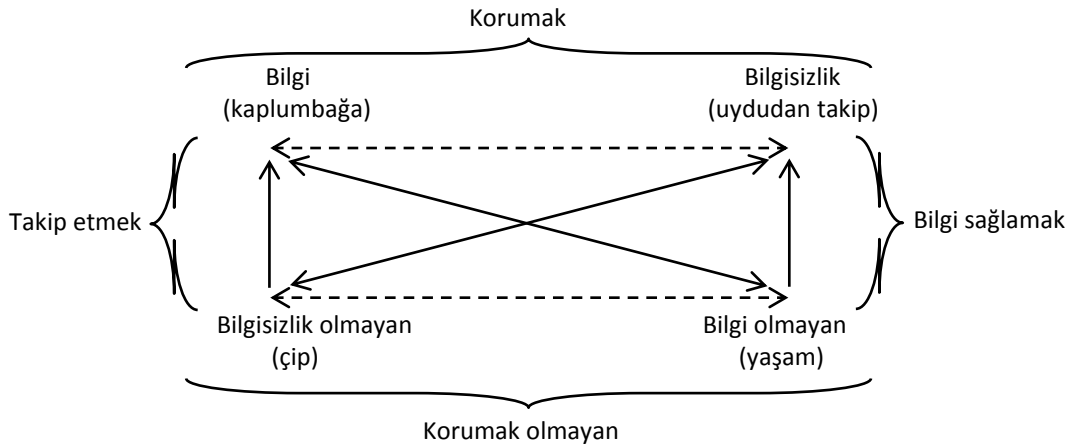 Korumak
Bilgi
(kaplumbağa)
Bilgisizlik
(uydudan takip)
Takip etmek
Bilgi sağlamak
Bilgisizlik olmayan
(çip)
Bilgi olmayan
(yaşam)
Korumak olmayan